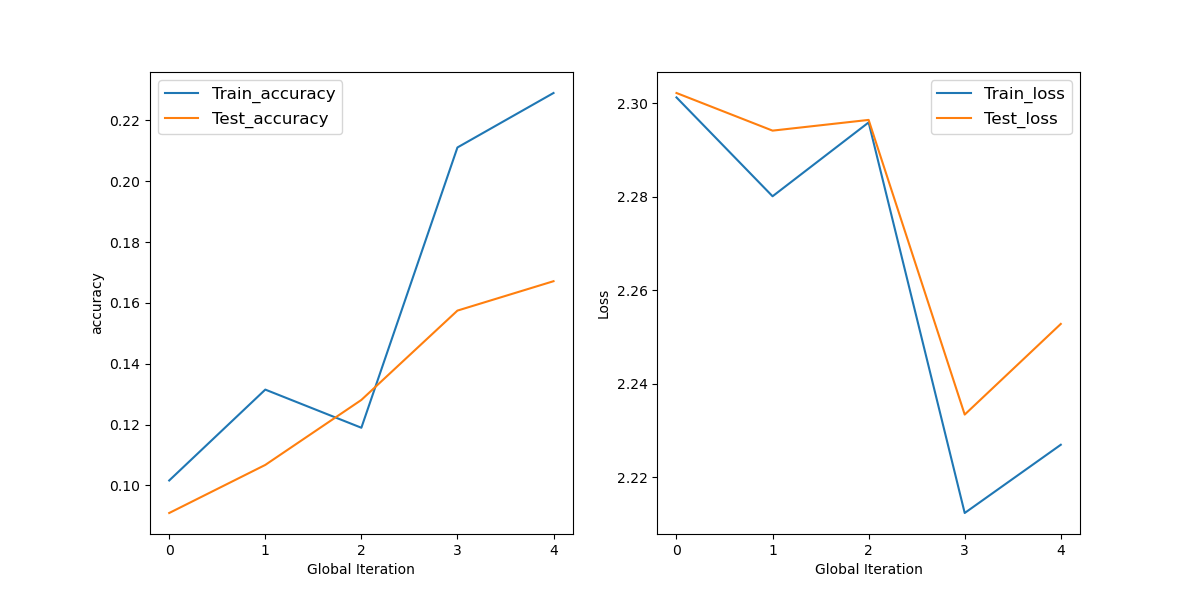 Train_accuracy
Test_accuracy
0.22
0.20
0.18
0.16
0.14
0.12
0.10
accuracy
0 1 2 3 4
Global Iteration
Train_loss
Test_loss
2.30
2.28
2.26
2.24
2.22
Loss
0 1 2 3 4
Global Iteration